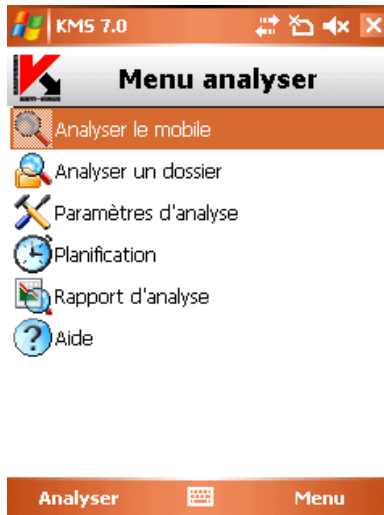 KMS 7.0
Menu analyser
Analyser le mobile
Analyser un dossier
Paramètres d'analyse
Planification
Rapport d'analyse
Aide
Analyser Menu